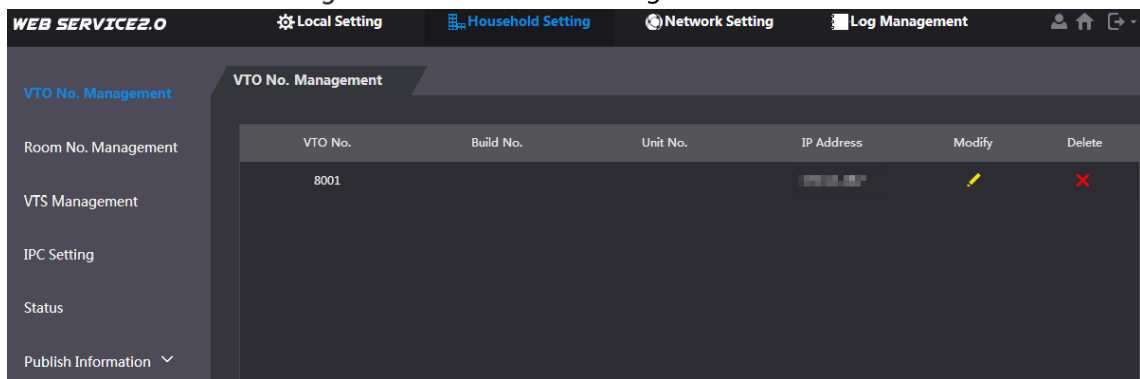 WEB SERVICE2.0 Local Setting Household Setting Network Setting Log Management
VTO No. Management
VTO No. Management
Room No. Management
VTS Management
IPC Setting
Status
Publish Information
VTO No. Build No. Unit No. IP Address Modify Delete
8001